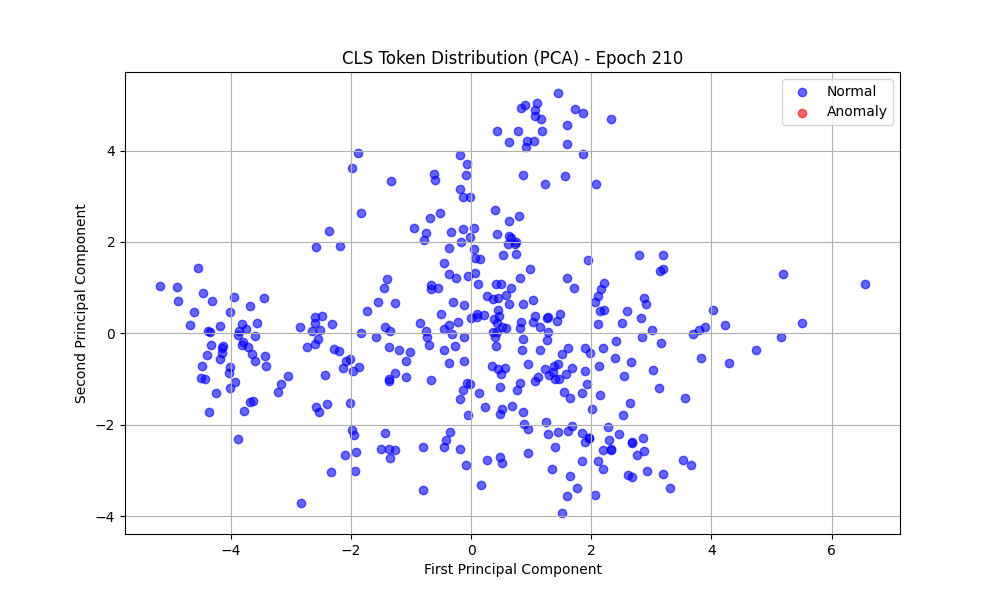 CLS Token Distribution (PCA) - Epoch 210
Normal
Anomaly
Second Principal Component
4
2
0
−2
−4
−4 −2 0 2 4 6
First Principal Component